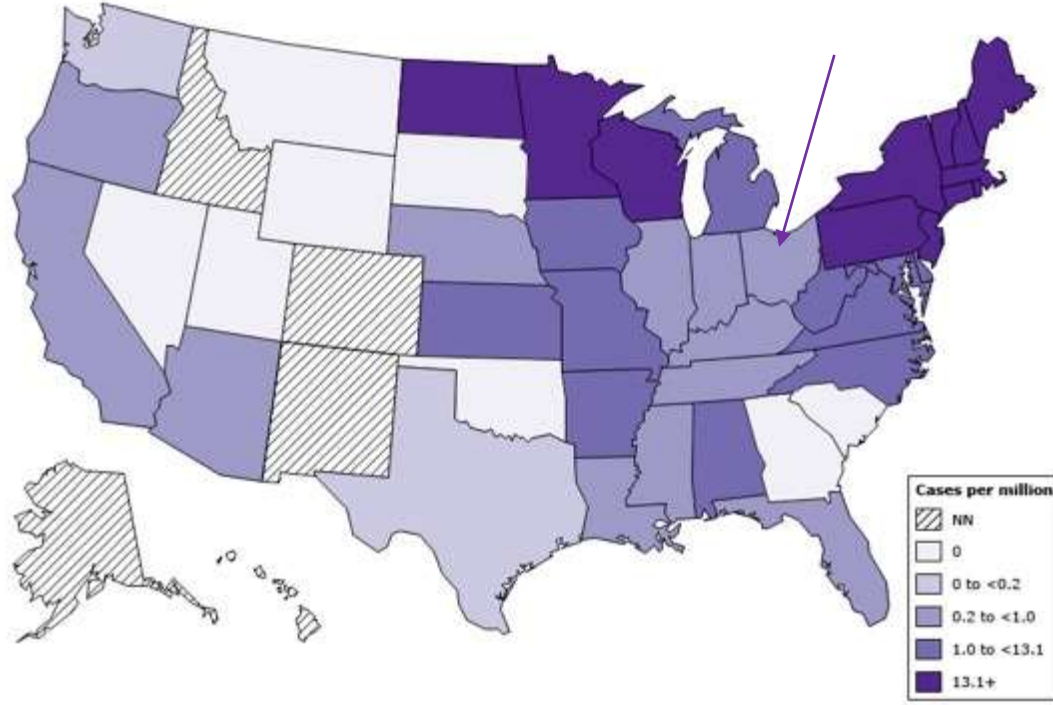 Cases per million
NN
0
0 to <0.2
0.2 to <1.0
1.0 to <13.1
13.1+